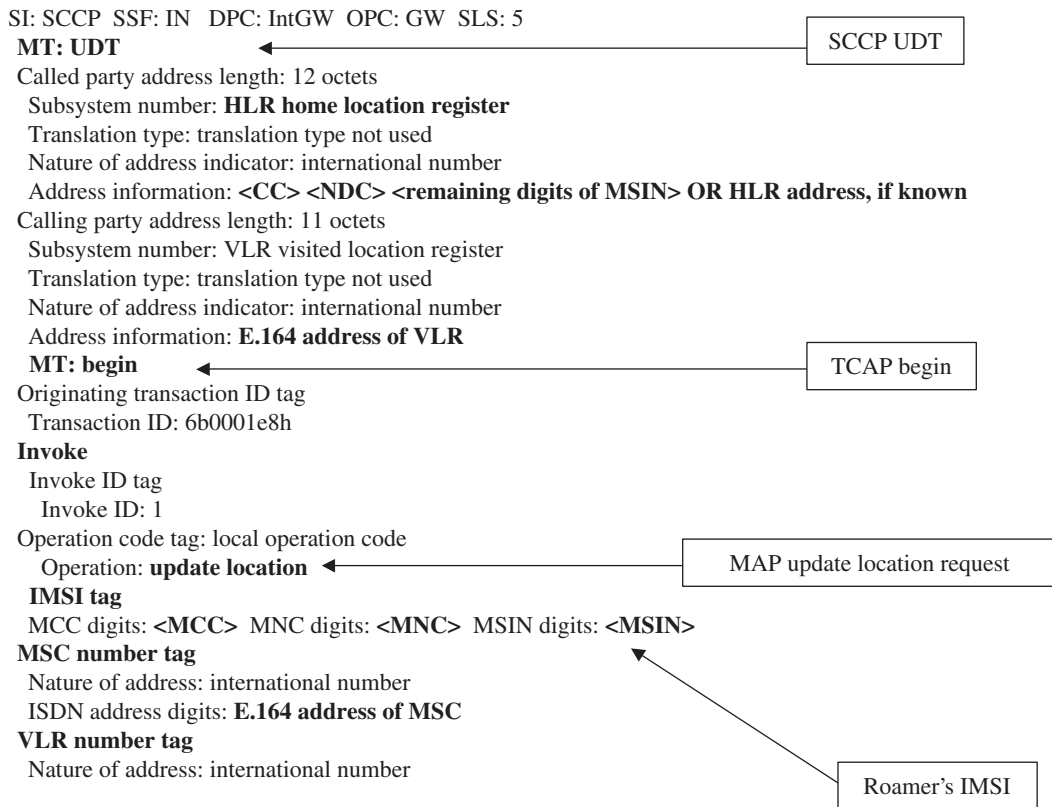 SI: SCCP SSF: IN DPC: IntGW OPC: GW SLS: 5
MT: UDT
SCCP UDT
Called party address length: 12 octets
Subsystem number: HLR home location register
Translation type: translation type not used
Nature of address indicator: international number
Address information: <CC> <NDC> <remaining digits of MSIN> OR HLR address, if known
Calling party address length: 11 octets
Subsystem number: VLR visited location register
Translation type: translation type not used
Nature of address indicator: international number
Address information: E.164 address of VLR
MT: begin
TCAP begin
Originating transaction ID tag
Transaction ID: 6b0001e8h
Invoke
Invoke ID tag
Invoke ID: 1
Operation code tag: local operation code
Operation: update location
MAP update location request
IMSI tag
MCC digits: <MCC> MNC digits: <MNC> MSIN digits: <MSIN>
MSC number tag
Nature of address: international number
ISDN address digits: E.164 address of MSC
VLR number tag
Nature of address: international number
Roamer's IMSI